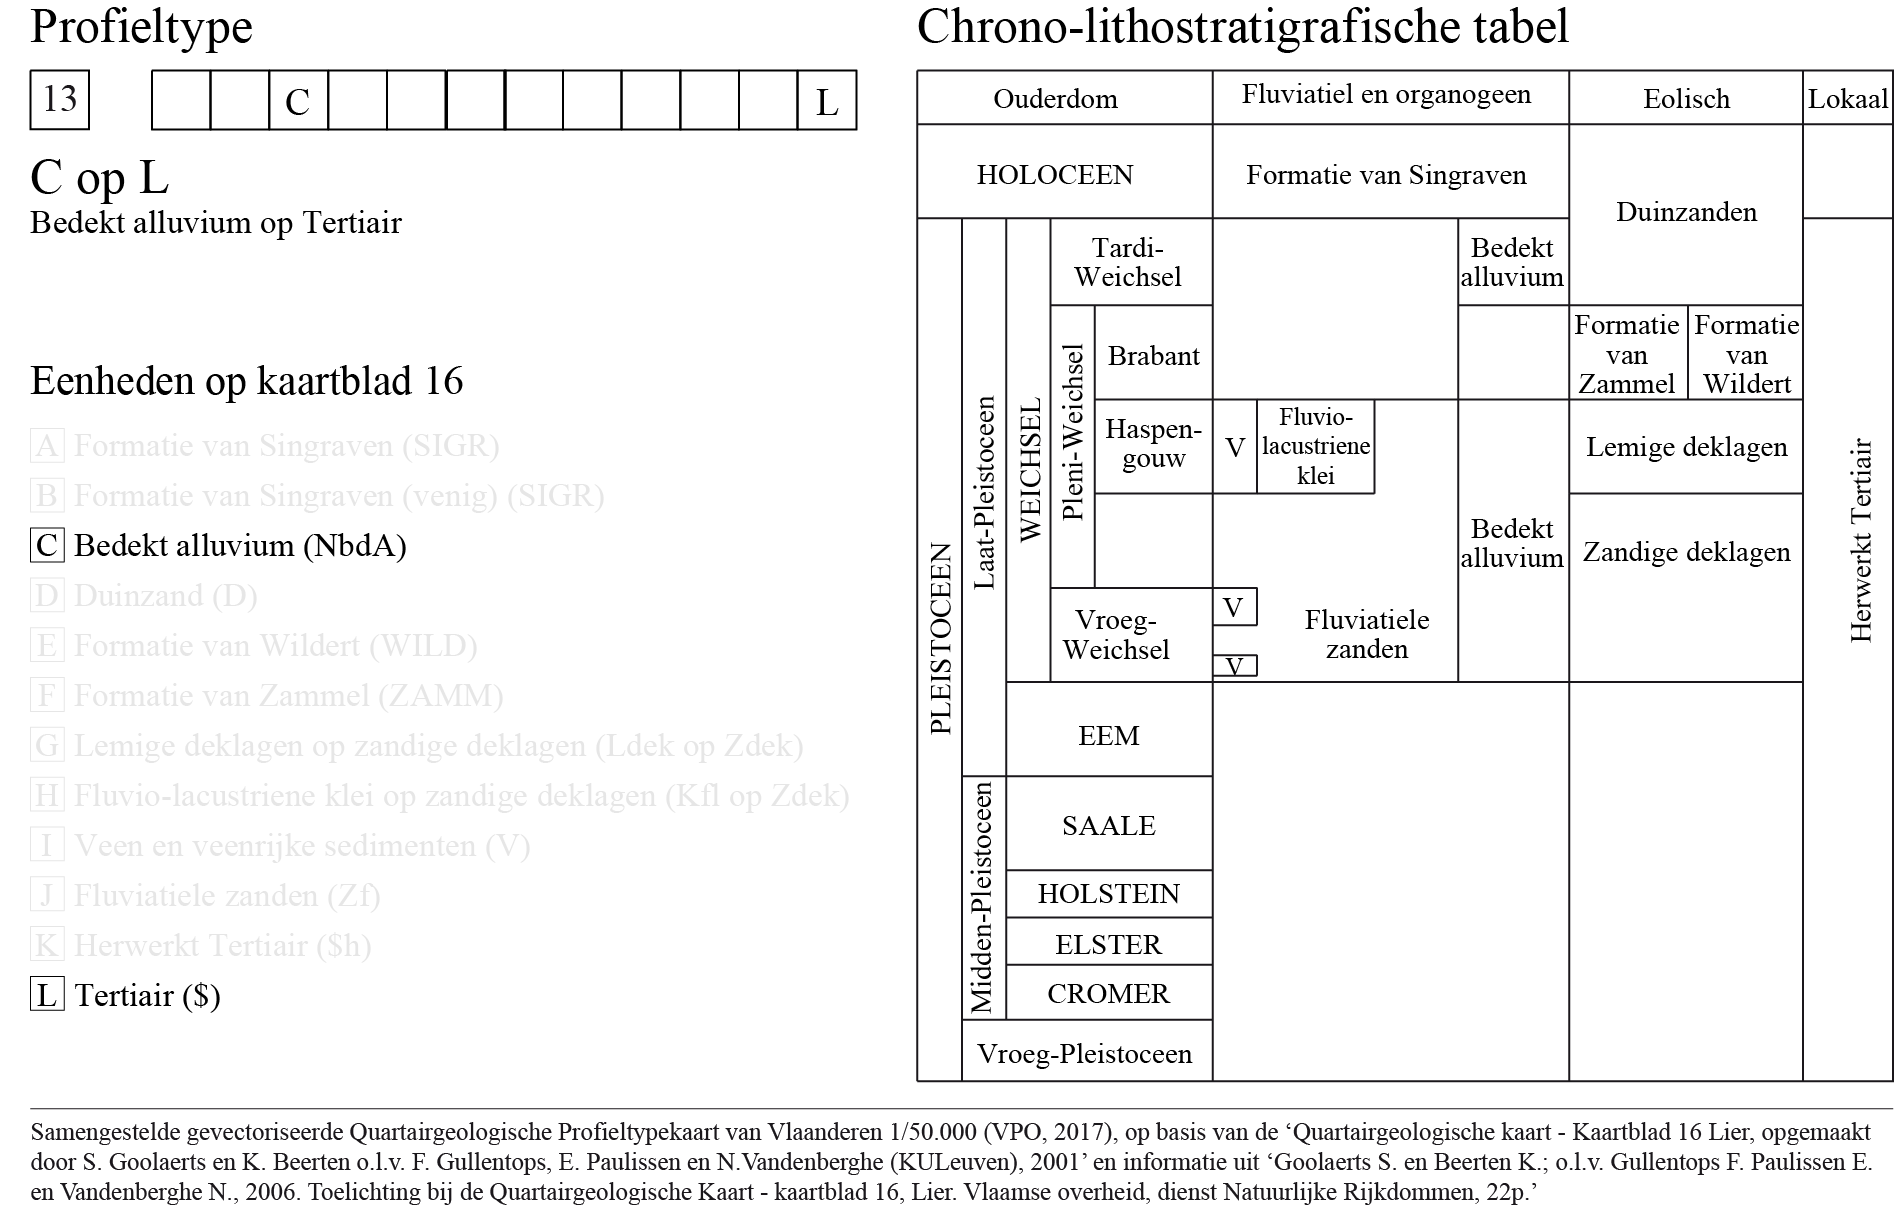 Profieltype
13 C L
C op L
Bedekt alluvium op Tertiair
Eenheden op kaartblad 16
A Formatie van Singraven (SIGR)
B Formatie van Singraven (venig) (SIGR)
C Bedekt alluvium (NbdA)
D Duinzand (D)
E Formatie van Wildert (WILD)
F Formatie van Zammel (ZAMM)
G Lemige deklagen op zandige deklagen (Ldek op Zdek)
H Fluvio-lacustriene klei op zandige deklagen (Kfl op Zdek)
I Veen en veenrijke sedimenten (V)
J Fluviatiele zanden (Zf)
K Herwerkt Tertiair ($h)
L Tertiair ($)
Chrono-lithostratigrafische tabel
Ouderdom
Fluviatiel en organogeen
Eolisch
Lokaal
HOLOCEEN
Formatie van Singraven
Duinzanden
PLEISTOCEEN
Laat-Pleistoceen
WEICHSEL
Tardi-
Weichsel
Bedekt
alluvium
Pleni-Weichsel
Brabant
Formatie
van
Zammel
Formatie
van
Wildert
Haspen-
gouw
V
Fluvio-
lacustriene
klei
Lemige deklagen
Bedekt
alluvium
Zandige deklagen
Vroeg-
Weichsel
V
V
Fluviatiele
zanden
Herwerkt Tertiair
EEM
Midden-Pleistoceen
SAALE
HOLSTEIN
ELSTER
CROMER
Vroeg-Pleistoceen
Samengestelde gevectoriseerde Quartairgeologische Profieltypekaart van Vlaanderen 1/50.000 (VPO, 2017), op basis van de ‘Quartairgeologische kaart - Kaartblad 16 Lier, opgemaakt
door S. Goolaerts en K. Beerten o.l.v. F. Gullentops, E. Paulissen en N.Vandenberghe (KULeuven), 2001’ en informatie uit ‘Goolaerts S. en Beerten K.; o.l.v. Gullentops F. Paulissen E.
en Vandenberghe N., 2006. Toelichting bij de Quartairgeologische Kaart - kaartblad 16, Lier. Vlaamse overheid, dienst Natuurlijke Rijkdommen, 22p.’